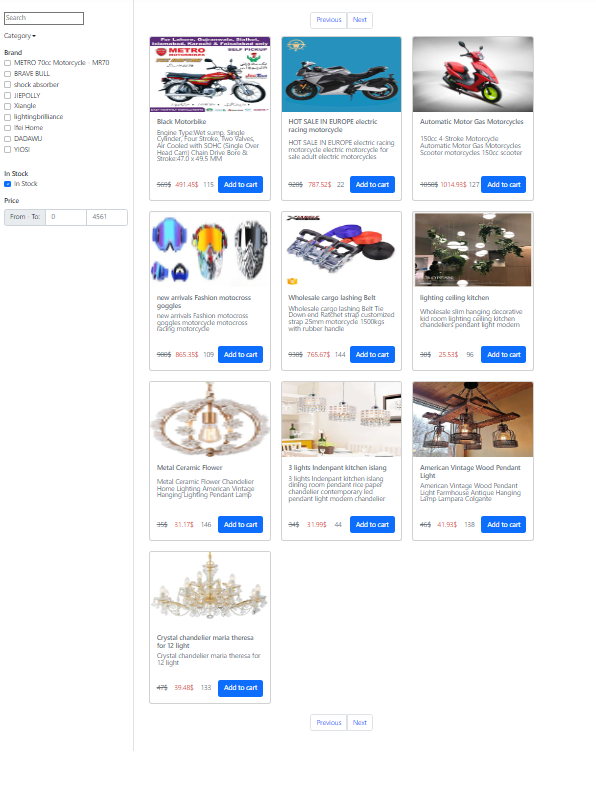 Search
Category
Brand
METRO 70cc Motorcycle - MR70
BRAVE BULL
shock absorber
JIEPOLLY
Xiangle
lightingbrilliance
Ifei Home
DADAWU
YIOSI
In Stock
In Stock
Price
From - To:
0
4561
Previous
Next
For Lahore, Gujranwala, Sialkot,
Islamabad, Karachi & Faisalabad only
METRO
MOTORBIKES
SELF PICKUP
Black Motorbike
Engine Type:Wet sump, Single
Cylinder, Four Stroke, Two Valves,
Air Cooled with SOHC (Single Over
Head Cam) Chain Drive Bore &
Stroke:47.0 x 49.5 MM
569$ 491.45$ 115 Add to cart
HOT SALE IN EUROPE electric
racing motorcycle
HOT SALE IN EUROPE electric racing
motorcycle electric motorcycle for
sale adult electric motorcycles
920$ 787.52$ 22 Add to cart
Automatic Motor Gas Motorcycles
150cc 4-Stroke Motorcycle
Automatic Motor Gas Motorcycles
Scooter motorcycles 150cc scooter
1050$ 1014.93$ 127 Add to cart
new arrivals Fashion motocross
goggles
new arrivals Fashion motocross
goggles motorcycle motocross
racing motorcycle
900$ 865.35$ 109 Add to cart
Wholesale cargo lashing Belt
Wholesale cargo lashing Belt Tie
Down end Ratchet strap customized
strap 25mm motorcycle 1500kgs
with rubber handle
930$ 765.67$ 144 Add to cart
lighting ceiling kitchen
Wholesale slim hanging decorative
kid room lighting ceiling kitchen
chandeliers pendant light modern
30$ 25.53$ 96 Add to cart
Metal Ceramic Flower
Metal Ceramic Flower Chandelier
Home Lighting American Vintage
Hanging Lighting Pendant Lamp
35$ 31.17$ 146 Add to cart
3 lights lndenpant kitchen islang
3 lights lndenpant kitchen islang
dining room pendant rice paper
chandelier contemporary led
pendant light modern chandelier
34$ 31.99$ 44 Add to cart
American Vintage Wood Pendant
Light
American Vintage Wood Pendant
Light Farmhouse Antique Hanging
Lamp Lampara Colgante
46$ 41.93$ 138 Add to cart
Crystal chandelier maria theresa
for 12 light
Crystal chandelier maria theresa for
12 light
47$ 39.48$ 133 Add to cart
Previous
Next